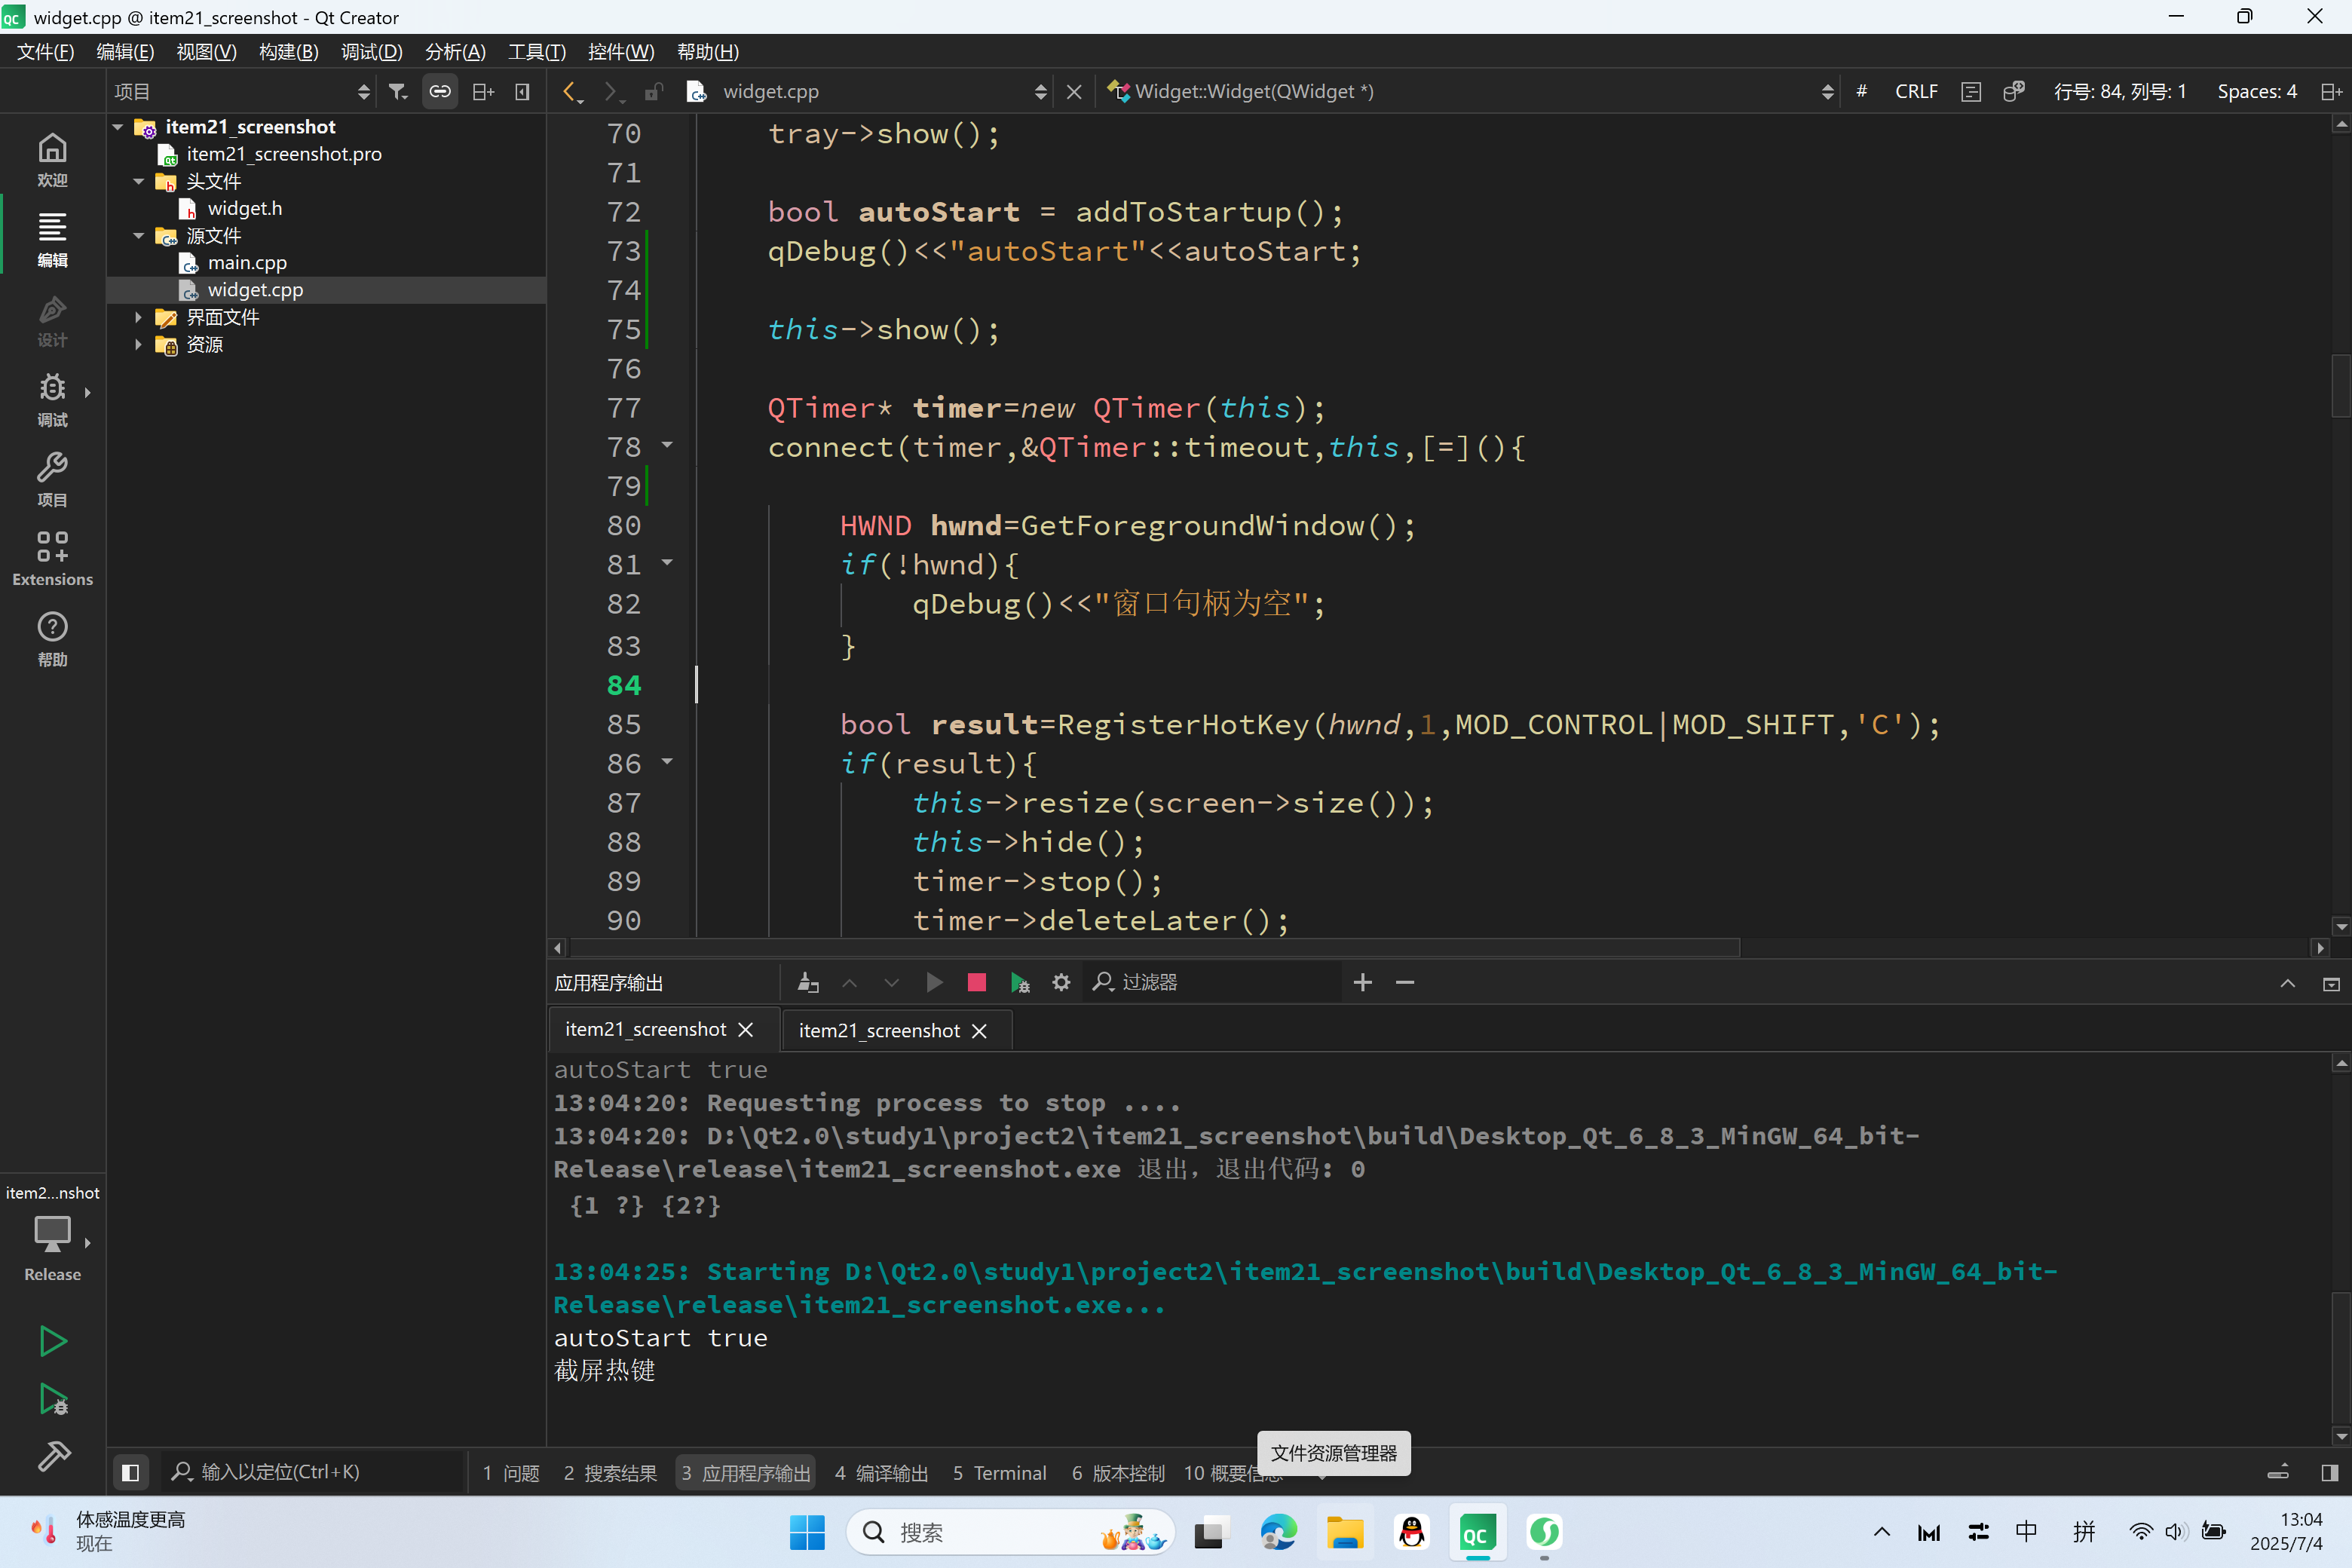 widget.cpp @ item21_screenshot - Qt Creator
文件(F) 编辑(E) 视图(V) 构建(B) 调试(D) 分析(A) 工具(T) 控件(W) 帮助(H)
项目 widget.cpp Widget::Widget(QWidget *) # CRLF 行号: 84, 列号: 1 Spaces: 4
欢迎
编辑
设计
调试
项目
Extensions
帮助
item21_screenshot
item21_screenshot.pro
头文件
widget.h
源文件
main.cpp
widget.cpp
界面文件
资源
70 tray->show();
71
72 bool autoStart = addToStartup();
73 qDebug()<<"autoStart"<<autoStart;
74
75 this->show();
76
77 QTimer* timer=new QTimer(this);
78 connect(timer,&QTimer::timeout,this,[=](){
79
80 HWND hwnd=GetForegroundWindow();
81 if(!hwnd){
82 qDebug()<<"窗口句柄为空";
83 }
84
85 bool result=RegisterHotKey(hwnd,1,MOD_CONTROL|MOD_SHIFT,'C');
86 if(result){
87 this->resize(screen->size());
88 this->hide();
89 timer->stop();
90 timer->deleteLater();
应用程序输出 过滤器
item21_screenshot item21_screenshot
autoStart true
13:04:20: Requesting process to stop ....
13:04:20: D:\Qt2.0\study1\project2\item21_screenshot\build\Desktop_Qt_6_8_3_MinGW_64_bit-
Release\release\item21_screenshot.exe 退出，退出代码: 0
{1 ?} {2?}
13:04:25: Starting D:\Qt2.0\study1\project2\item21_screenshot\build\Desktop_Qt_6_8_3_MinGW_64_bit-
Release\release\item21_screenshot.exe...
autoStart true
截屏热键
item2...nshot
Release
输入以定位(Ctrl+K) 1 问题 2 搜索结果 3 应用程序输出 4 编译输出 5 Terminal 6 版本控制 10 概要信息
文件资源管理器
体感温度更高
现在
搜索
中 拼
13:04
2025/7/4